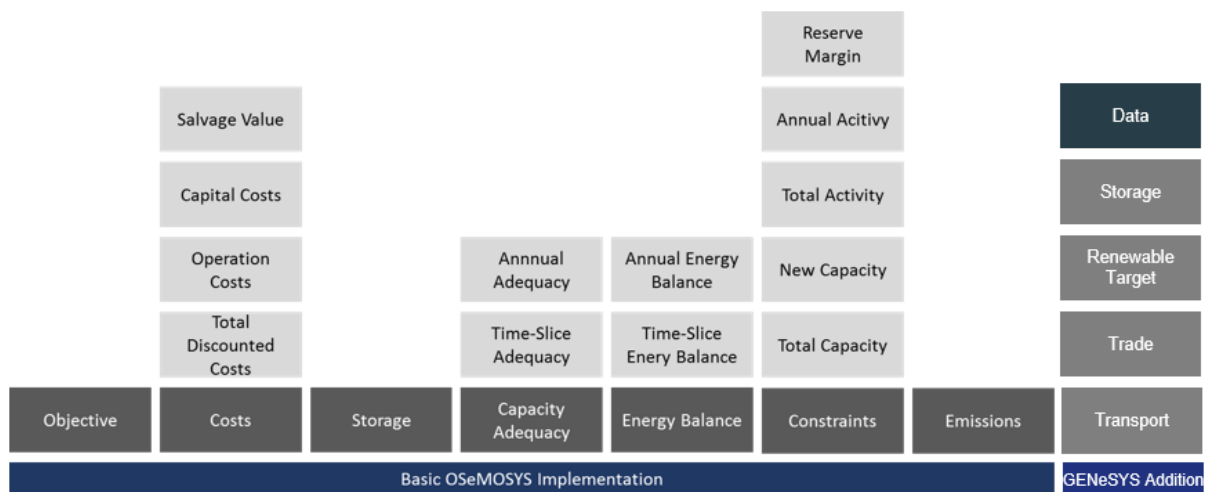 Reserve
Margin
Salvage Value
Annual Acitivy
Data
Capital Costs
Total Activity
Storage
Operation
Costs
Annnual
Adequacy
Annual Energy
Balance
New Capacity
Renewable
Target
Total
Discounted
Costs
Time-Slice
Adequacy
Time-Slice
Enery Balance
Total Capacity
Trade
Objective
Costs
Storage
Capacity
Adequacy
Energy Balance
Constraints
Emissions
Transport
Basic OSeMOSYS Implementation
GENeSYS Addition